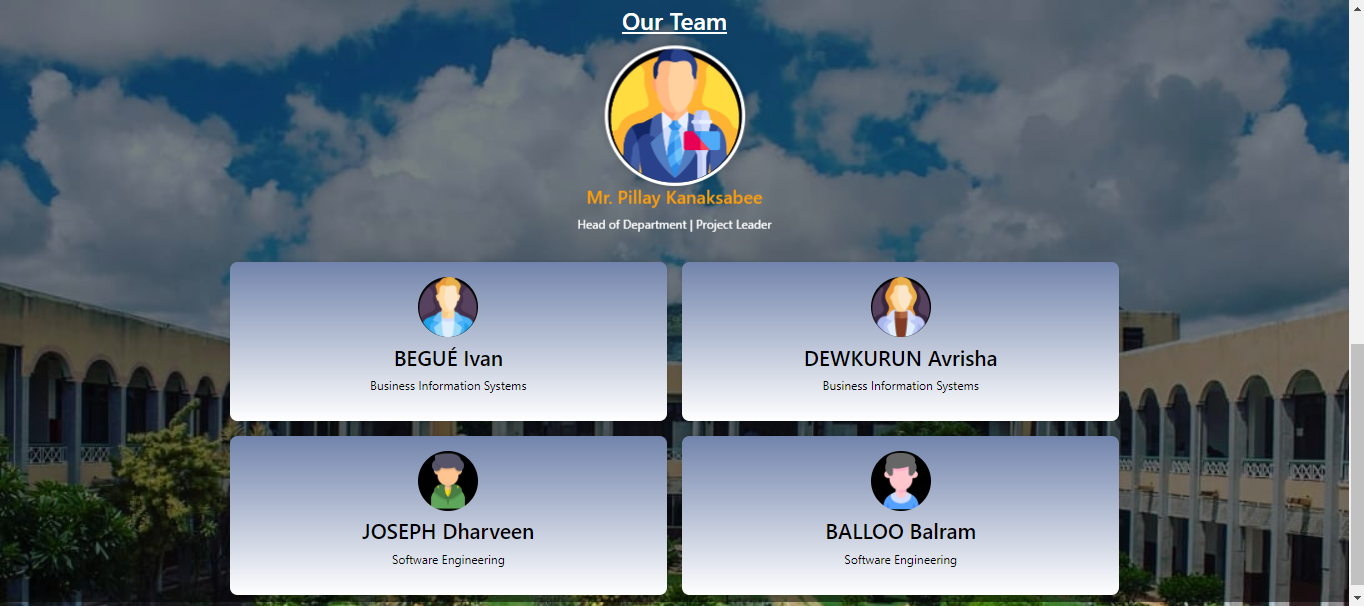 Our Team
Mr. Pillay Kanaksabee
Head of Department | Project Leader
BEGUÉ Ivan
Business Information Systems
DEWKURUN Avrisha
Business Information Systems
JOSEPH Dharveen
Software Engineering
BALLOO Balram
Software Engineering